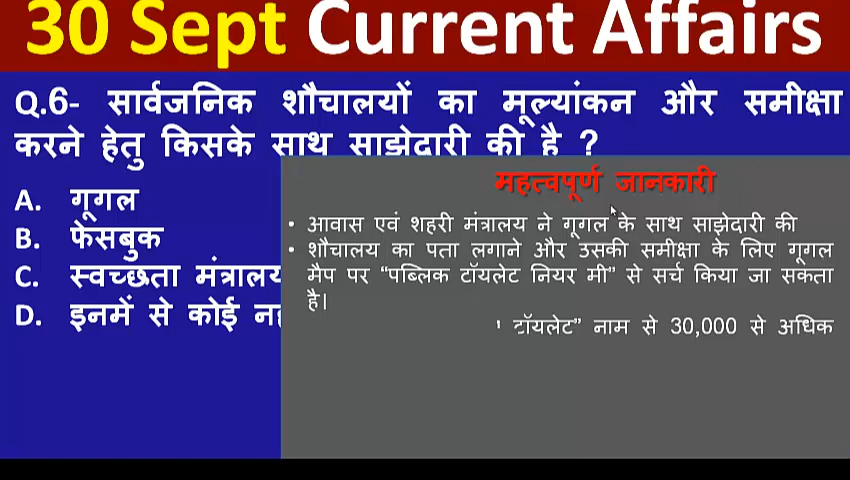 30 Sept Current Affairs
Q.6- सार्वजनिक शौचालयों का मूल्यांकन और समीक्षा
करने हेतु किसके साथ साझेदारी की है ?
A. गूगल
B. फेसबुक
C. स्वच्छता मंत्रालय
D. इनमें से कोई
महत्वपूर्ण जानकारी
• आवास एवं शहरी मंत्रालय ने गूगल के साथ साझेदारी की
• शौचालय का पता लगाने और उसकी समीक्षा के लिए गूगल
मैप पर “पब्लिक टॉयलेट नियर मी” से सर्च किया जा सकता
है।
टॉयलेट” नाम से 30,000 से अधिक